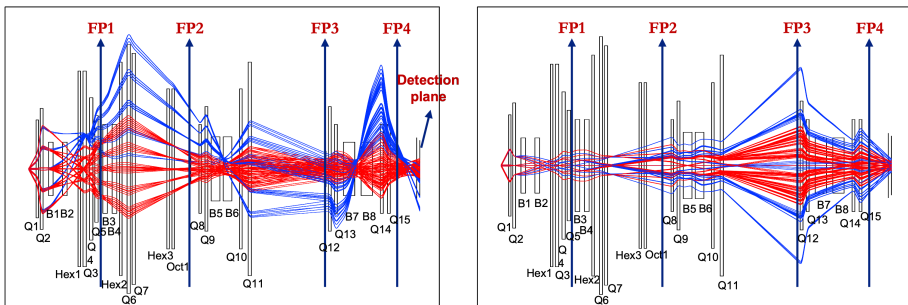 FP1 FP2 FP3 FP4
Detection
plane
B1 B2
B3
B4
B5 B6
B7
B8
Q1
Q2
Q5
Q
4
Q3
Hex1
Hex2
Q6
Q7
Hex3
Oct1
Q8
Q9
Q10
Q11
Q12
Q13
Q14
Q15
FP1 FP2 FP3 FP4
B1 B2
B3
B4
B5 B6
B7
B8
Q1
Q2
Q5
Q
4
Q3
Hex1
Hex2
Q6
Q7
Hex3
Oct1
Q8
Q9
Q10
Q11
Q12
Q13
Q14
Q15